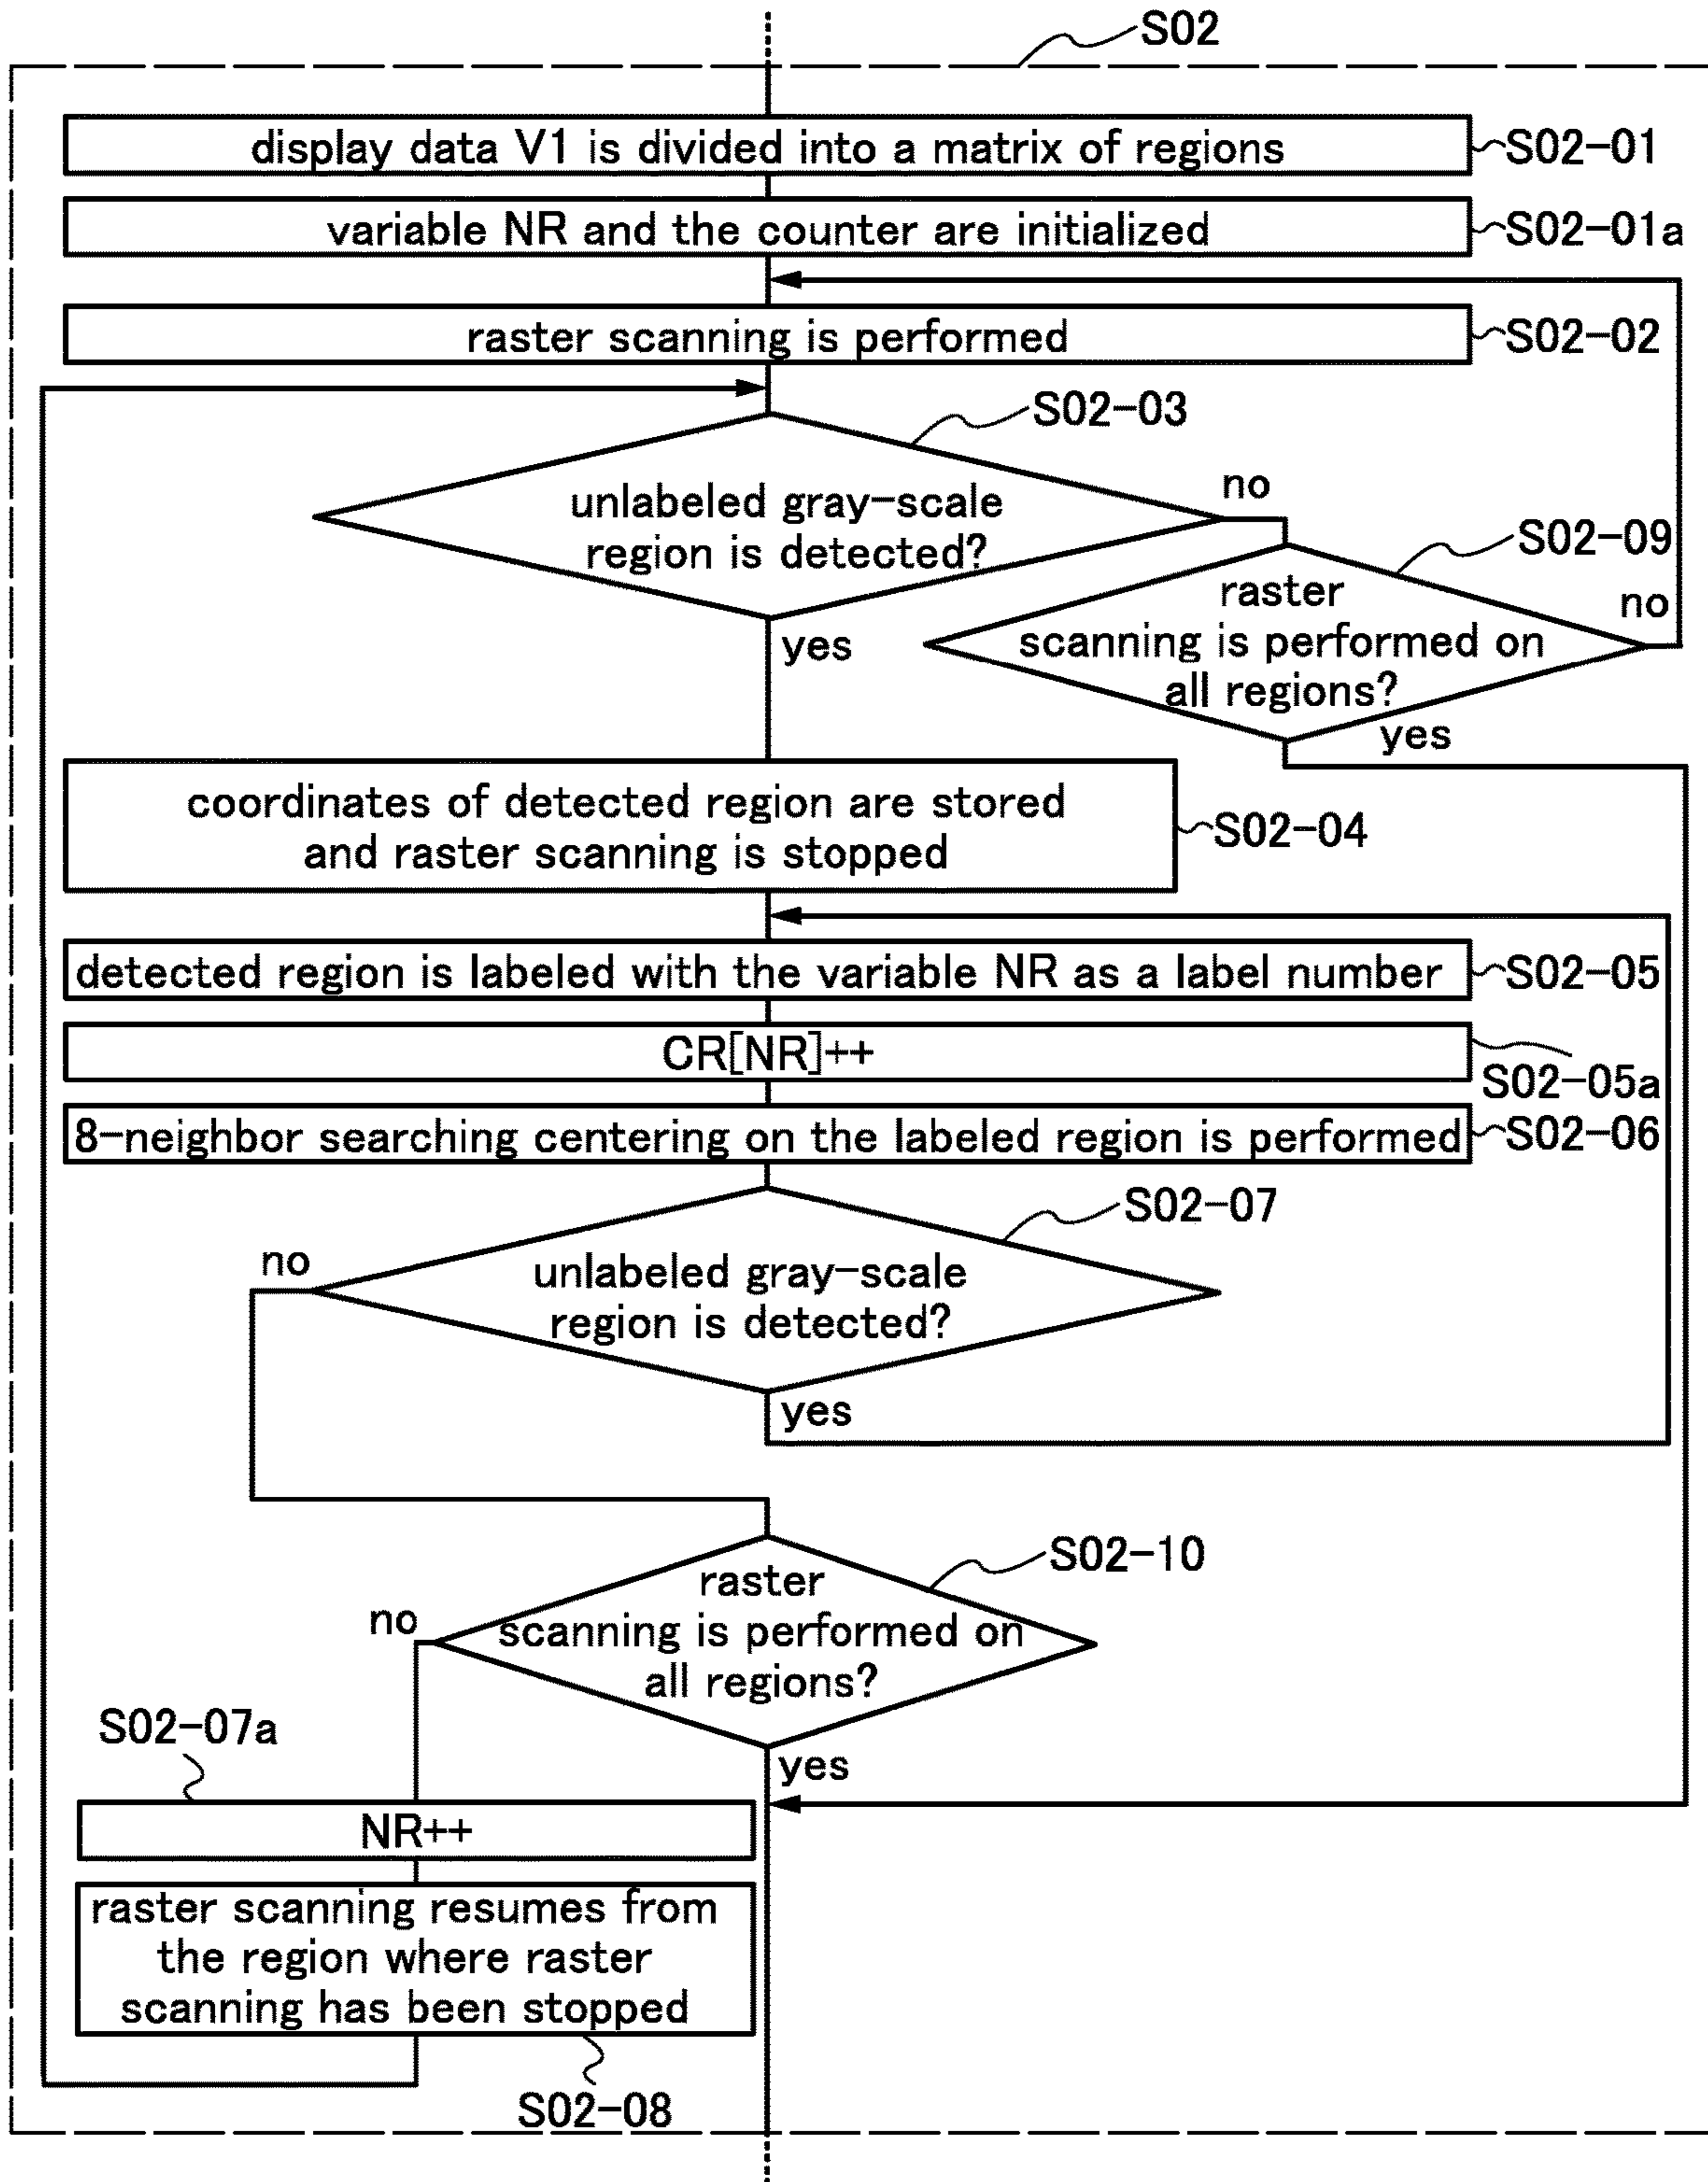 S02
display data V1 is divided into a matrix of regions
S02-01
variable NR and the counter are initialized
S02-01a
raster scanning is performed
S02-02
S02-03
unlabeled gray-scale
region is detected?
no
yes
S02-09
raster
scanning is performed on
all regions?
no
yes
coordinates of detected region are stored
and raster scanning is stopped
S02-04
detected region is labeled with the variable NR as a label number
S02-05
CR[NR]++
S02-05a
8-neighbor searching centering on the labeled region is performed
S02-06
S02-07
no
unlabeled gray-scale
region is detected?
yes
S02-10
raster
no
scanning is performed on
all regions?
S02-07a
yes
NR++
raster scanning resumes from
the region where raster
scanning has been stopped
S02-08